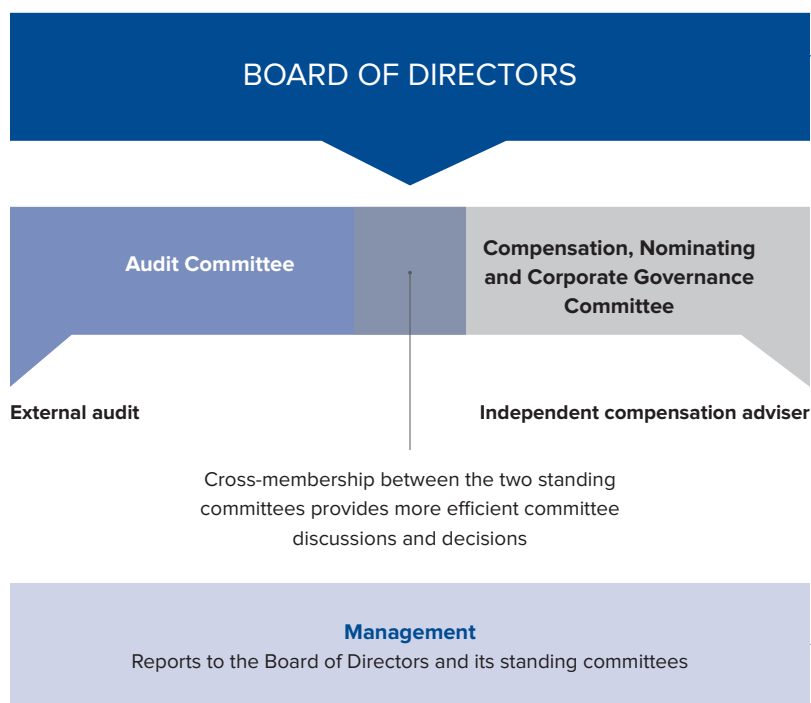 BOARD OF DIRECTORS
Audit Committee
Compensation, Nominating
and Corporate Governance
Committee
External audit
Independent compensation adviser
Cross-membership between the two standing
committees provides more efficient committee
discussions and decisions
Management
Reports to the Board of Directors and its standing committees